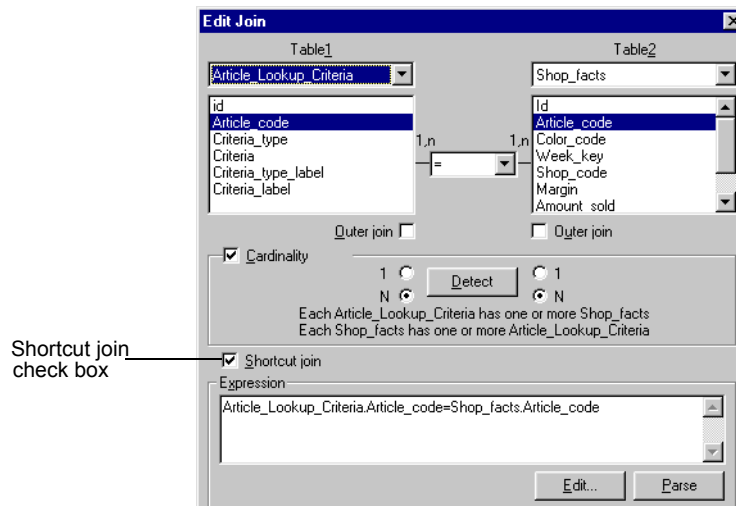 Edit Join
Table1
Table2
Article_Lookup_Criteria
Shop_facts
id
Article_code
Criteria_type
Criteria
Criteria_type_label
Criteria_label
1,n
=
1,n
Id
Article_code
Color_code
Week_key
Shop_code
Margin
Amount_sold
Outer join
Outer join
Cardinality
1
Detect
1
N
N
Each Article_Lookup_Criteria has one or more Shop_facts
Each Shop_facts has one or more Article_Lookup_Criteria
Shortcut join
check box
Shortcut join
Expression
Article_Lookup_Criteria.Article_code=Shop_facts.Article_code
Edit...
Parse